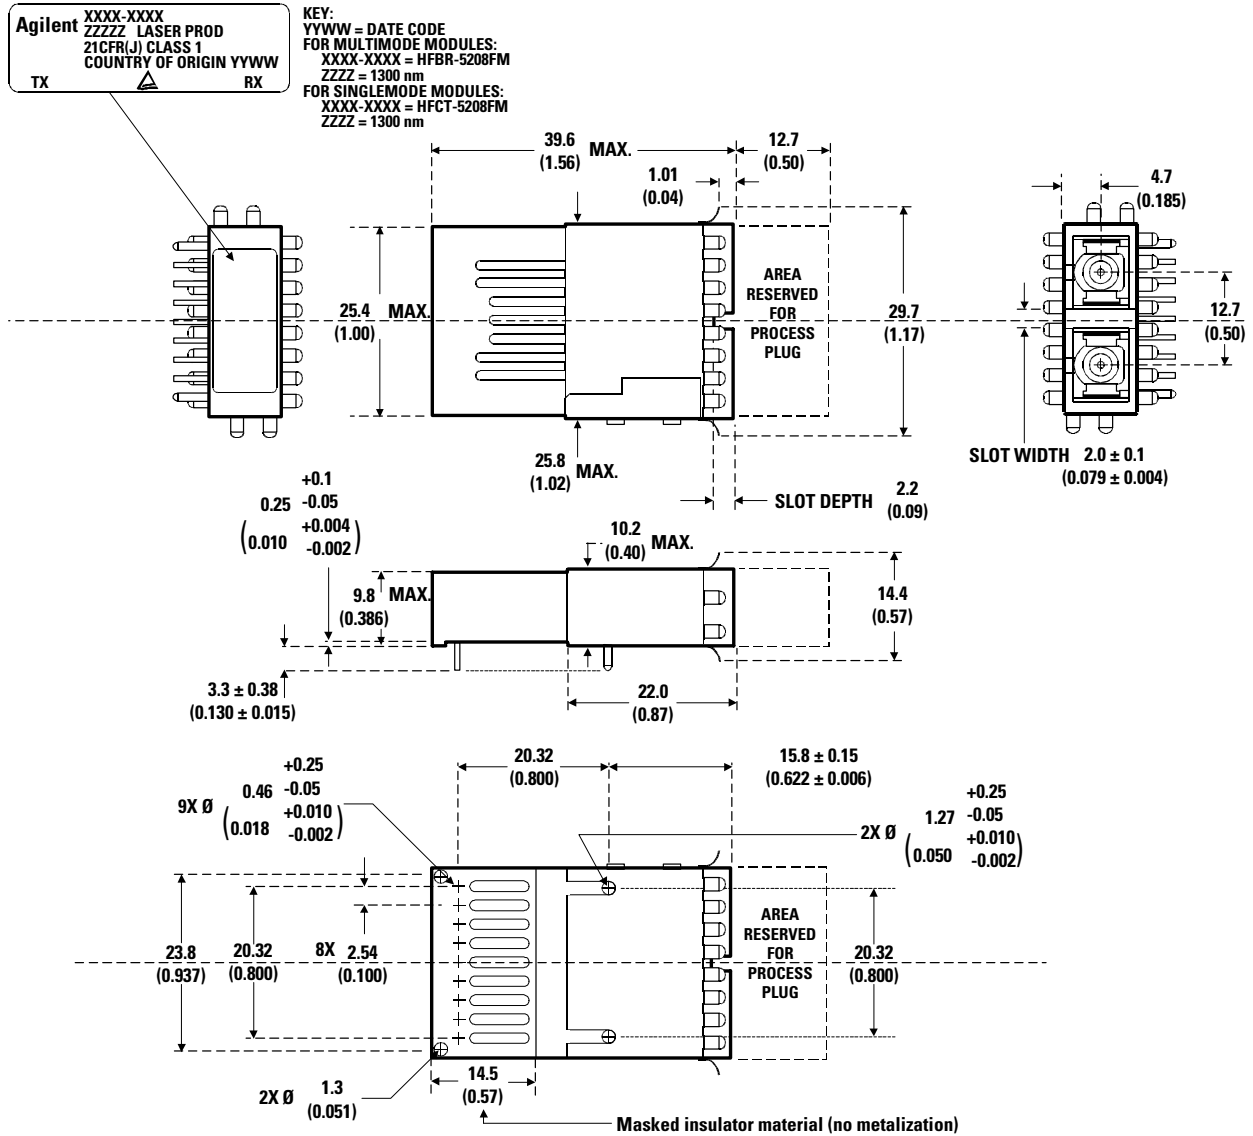 Agilent
XXXX-XXXX
ZZZZZ LASER PROD
21CFR(J) CLASS 1
COUNTRY OF ORIGIN YYWW
TX
RX
KEY:
YYWW = DATE CODE
FOR MULTIMODE MODULES:
XXXX-XXXX = HFBR-5208FM
ZZZZ = 1300 nm
FOR SINGLEMODE MODULES:
XXXX-XXXX = HFCT-5208FM
ZZZZ = 1300 nm
39.6
(1.56)
MAX.
12.7
(0.50)
1.01
(0.04)
4.7
(0.185)
25.4
(1.00)
MAX.
AREA
RESERVED
FOR
PROCESS
PLUG
29.7
(1.17)
12.7
(0.50)
25.8
(1.02)
MAX.
SLOT DEPTH
2.2
(0.09)
SLOT WIDTH
2.0 ± 0.1
(0.079 ± 0.004)
+0.1
0.25 -0.05
+0.004
(0.010 -0.002)
10.2
(0.40)
MAX.
9.8
(0.386)
MAX.
14.4
(0.57)
3.3 ± 0.38
(0.130 ± 0.015)
22.0
(0.87)
20.32
(0.800)
15.8 ± 0.15
(0.622 ± 0.006)
9X Ø
+0.25
0.46 -0.05
+0.010
(0.018 -0.002)
2X Ø
+0.25
1.27 -0.05
+0.010
(0.050 -0.002)
23.8
(0.937)
20.32
(0.800)
8X 2.54
(0.100)
AREA
RESERVED
FOR
PROCESS
PLUG
20.32
(0.800)
2X Ø 1.3
(0.051)
14.5
(0.57)
Masked insulator material (no metalization)